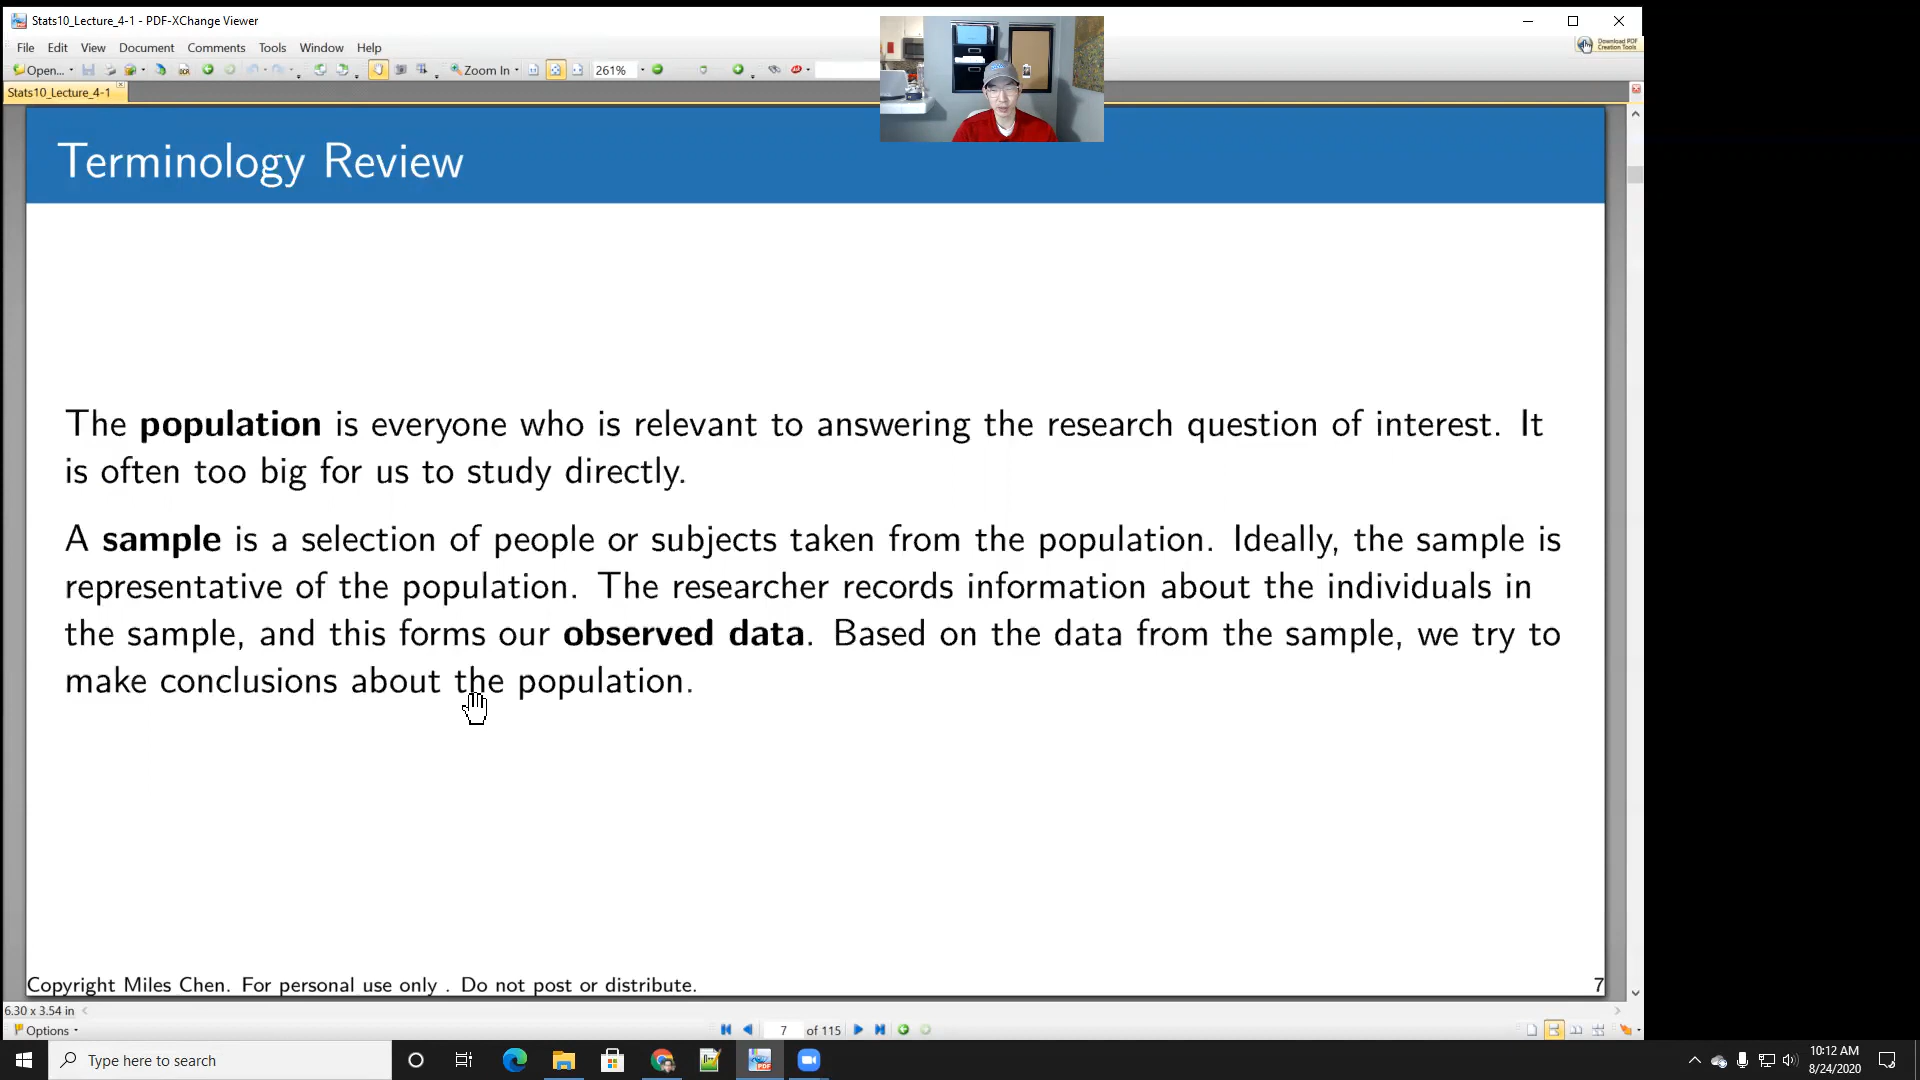 Stats10_Lecture_4-1 - PDF-XChange Viewer
File Edit View Document Comments Tools Window Help
Download PDF
Creation Tools
Open... OCR Zoom In 261%
Stats10_Lecture_4-1
Terminology Review
The population is everyone who is relevant to answering the research question of interest. It
is often too big for us to study directly.
A sample is a selection of people or subjects taken from the population. Ideally, the sample is
representative of the population. The researcher records information about the individuals in
the sample, and this forms our observed data. Based on the data from the sample, we try to
make conclusions about the population.
Copyright Miles Chen. For personal use only . Do not post or distribute.
7
6.30 x 3.54 in
Options
7 of 115
Type here to search
PDF
10:12 AM
8/24/2020